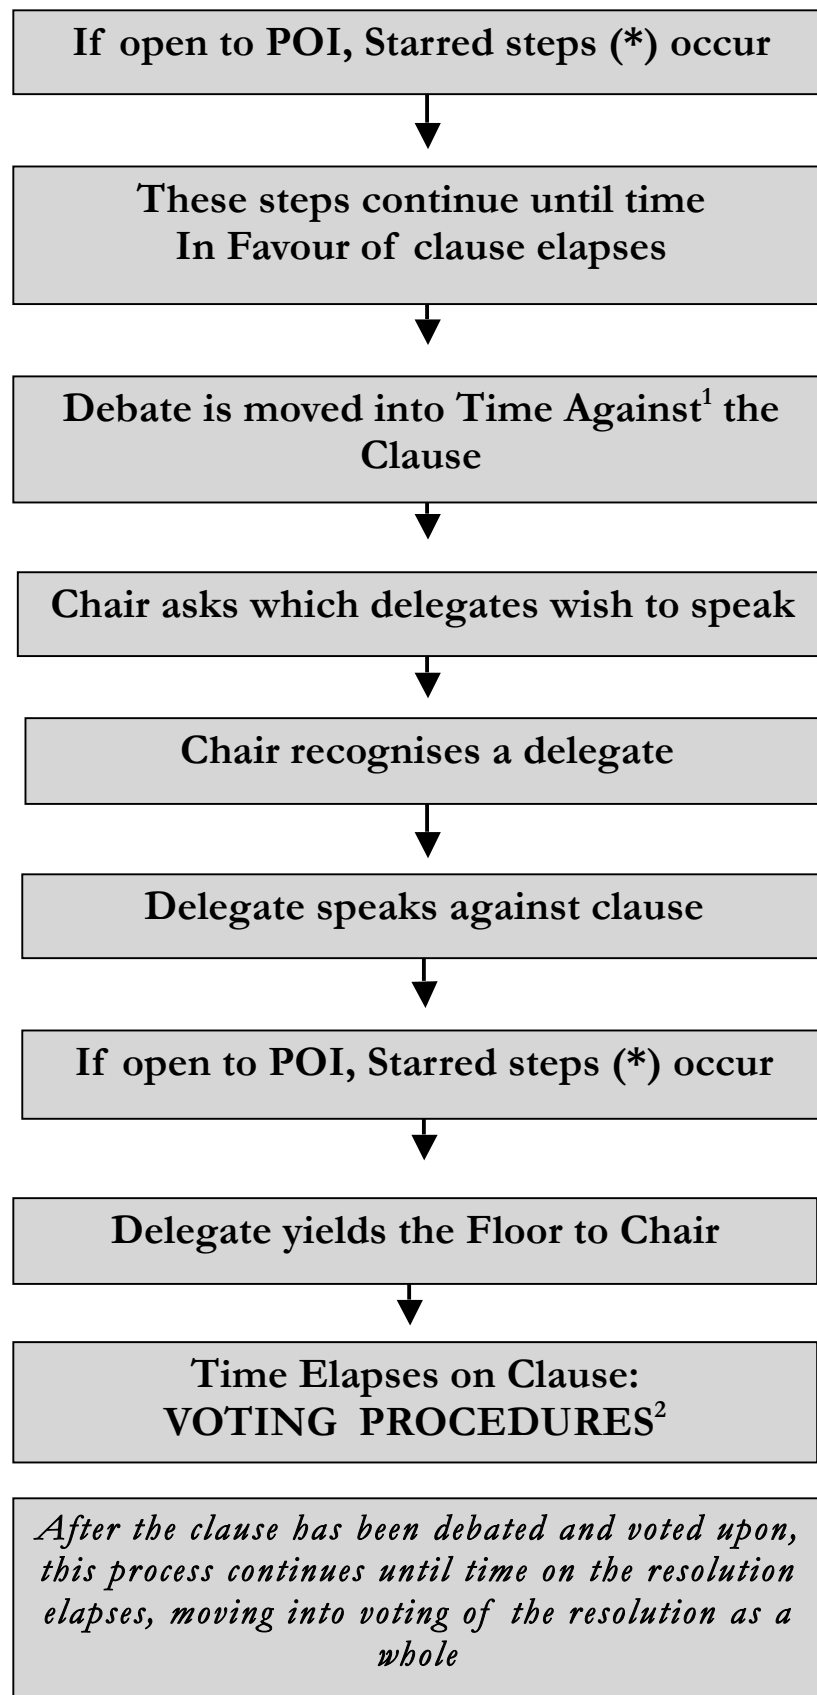 If open to POI, Starred steps (*) occur
These steps continue until time
In Favour of clause elapses
Debate is moved into Time Against¹ the
Clause
Chair asks which delegates wish to speak
Chair recognises a delegate
Delegate speaks against clause
If open to POI, Starred steps (*) occur
Delegate yields the Floor to Chair
Time Elapses on Clause:
VOTING PROCEDURES²
After the clause has been debated and voted upon,
this process continues until time on the resolution
elapses, moving into voting of the resolution as a
whole